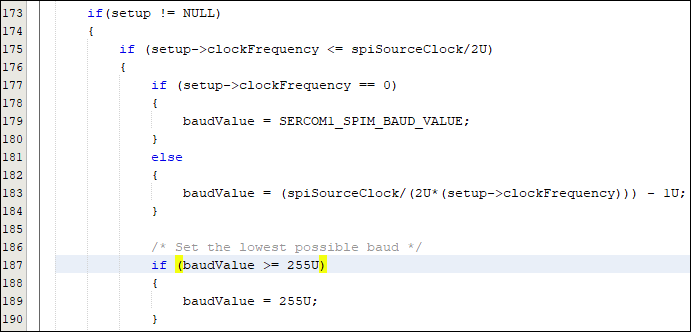 173 if(setup != NULL)
174 {
175 if (setup->clockFrequency <= spiSourceClock/2U)
176 {
177 if (setup->clockFrequency == 0)
178 {
179 baudValue = SERCOM1_SPIM_BAUD_VALUE;
180 }
181 else
182 {
183 baudValue = (spiSourceClock/(2U*(setup->clockFrequency))) - 1U;
184 }
185
186 /* Set the lowest possible baud */
187 if (baudValue >= 255U)
188 {
189 baudValue = 255U;
190 }